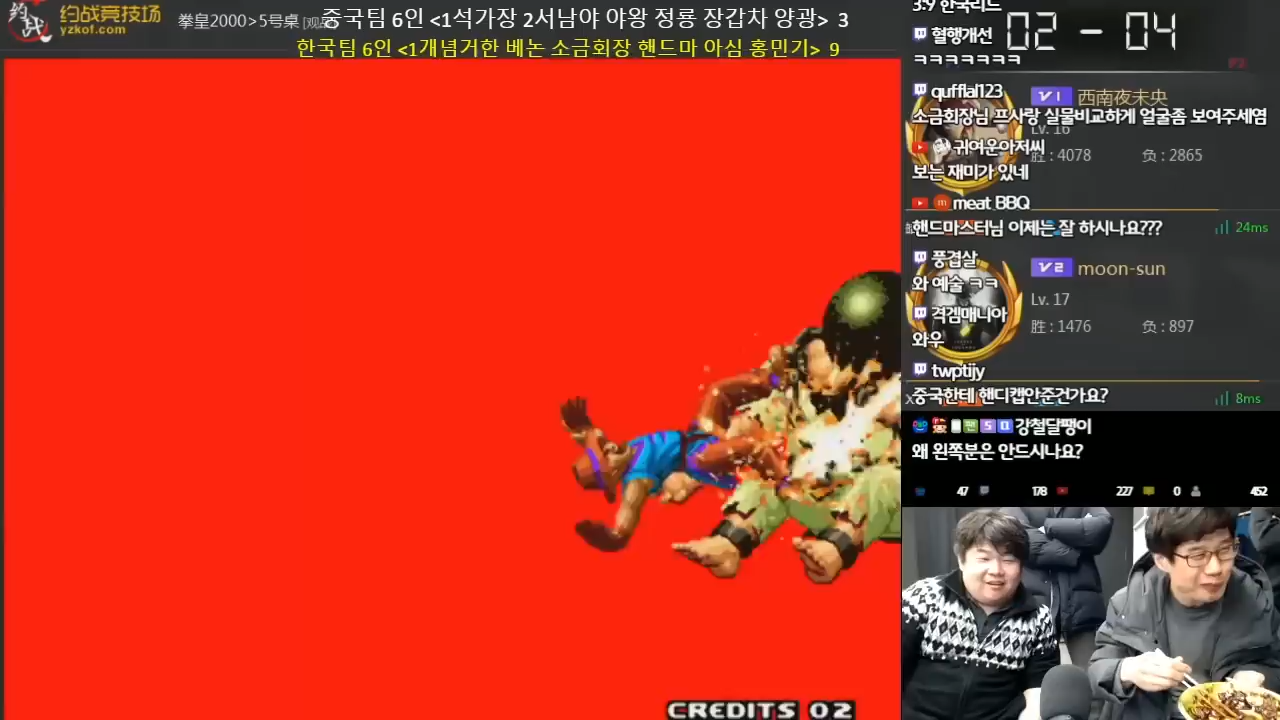 约战
约战竞技场
yzkof.com
拳皇2000>5号桌
중국팀 6인 <1석가장 2서남야 야왕 정룡 장갑차 양광> 3
한국팀 6인 <1개념거한 베논 소금회장 핸드마 아심 홍민기> 9
3:9 한국리드
02 - 04
혈행개선
ㅋㅋㅋㅋㅋㅋㅋ
P2
qufflal123
V1 西南夜未央
소금회장님 프사랑 실물비교하게 얼굴좀 보여주세염
Lv. 16
귀여운아저씨
胜 : 4078 负 : 2865
보는 재미가 있네
meat BBQ
핸드마스터님 이제는 잘 하시나요???
24ms
풍겹살
V2 moon-sun
와 예술 ㅋㅋ
Lv. 17
격겜매니아
胜 : 1476 负 : 897
와우
twptijy
중국한테 핸디캡안준건가요?
8ms
강철달팽이
왜 왼쪽분은 안드시나요?
47 178 227 0 452
CREDITS 02